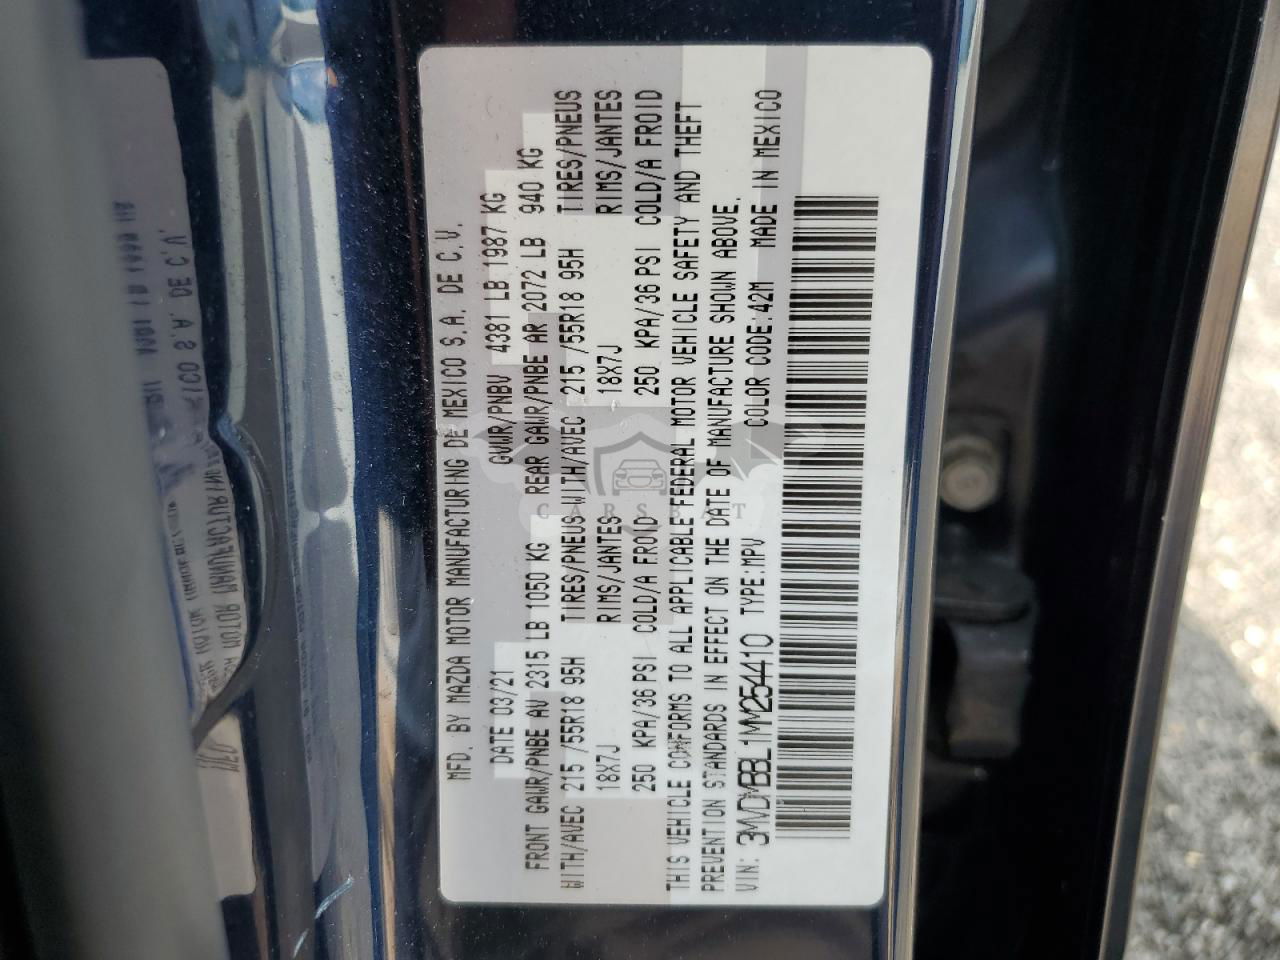 MFD. BY MAZDA MOTOR MANUFACTURING DE MEXICO S.A. DE C.V.
DATE 03/21 GVWR/PNBV 4381 LB 1987 KG
FRONT GAWR/PNBE AV 2315 LB 1050 KG REAR GAWR/PNBE AR 2072 LB 940 KG
WITH/AVEC 215 /55R18 95H TIRES/PNEUS WITH/AVEC 215 /55R18 95H TIRES/PNEUS
18X7J RIMS/JANTES 18X7J RIMS/JANTES
250 KPA/36 PSI COLD/A FROID 250 KPA/36 PSI COLD/A FROID
THIS VEHICLE CONFORMS TO ALL APPLICABLE FEDERAL MOTOR VEHICLE SAFETY AND THEFT
PREVENTION STANDARDS IN EFFECT ON THE DATE OF MANUFACTURE SHOWN ABOVE.
VIN: 3MVDMBBL1MM254410 TYPE:MPV COLOR CODE:42M MADE IN MEXICO
CARSBAT